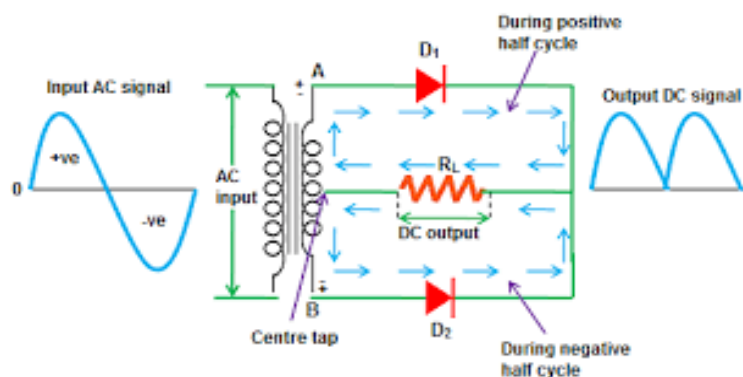 During positive
half cycle
Input AC signal
A
D1
Output DC signal
+ve
0
-ve
AC
input
RL
DC output
B
D2
Centre tap
During negative
half cycle